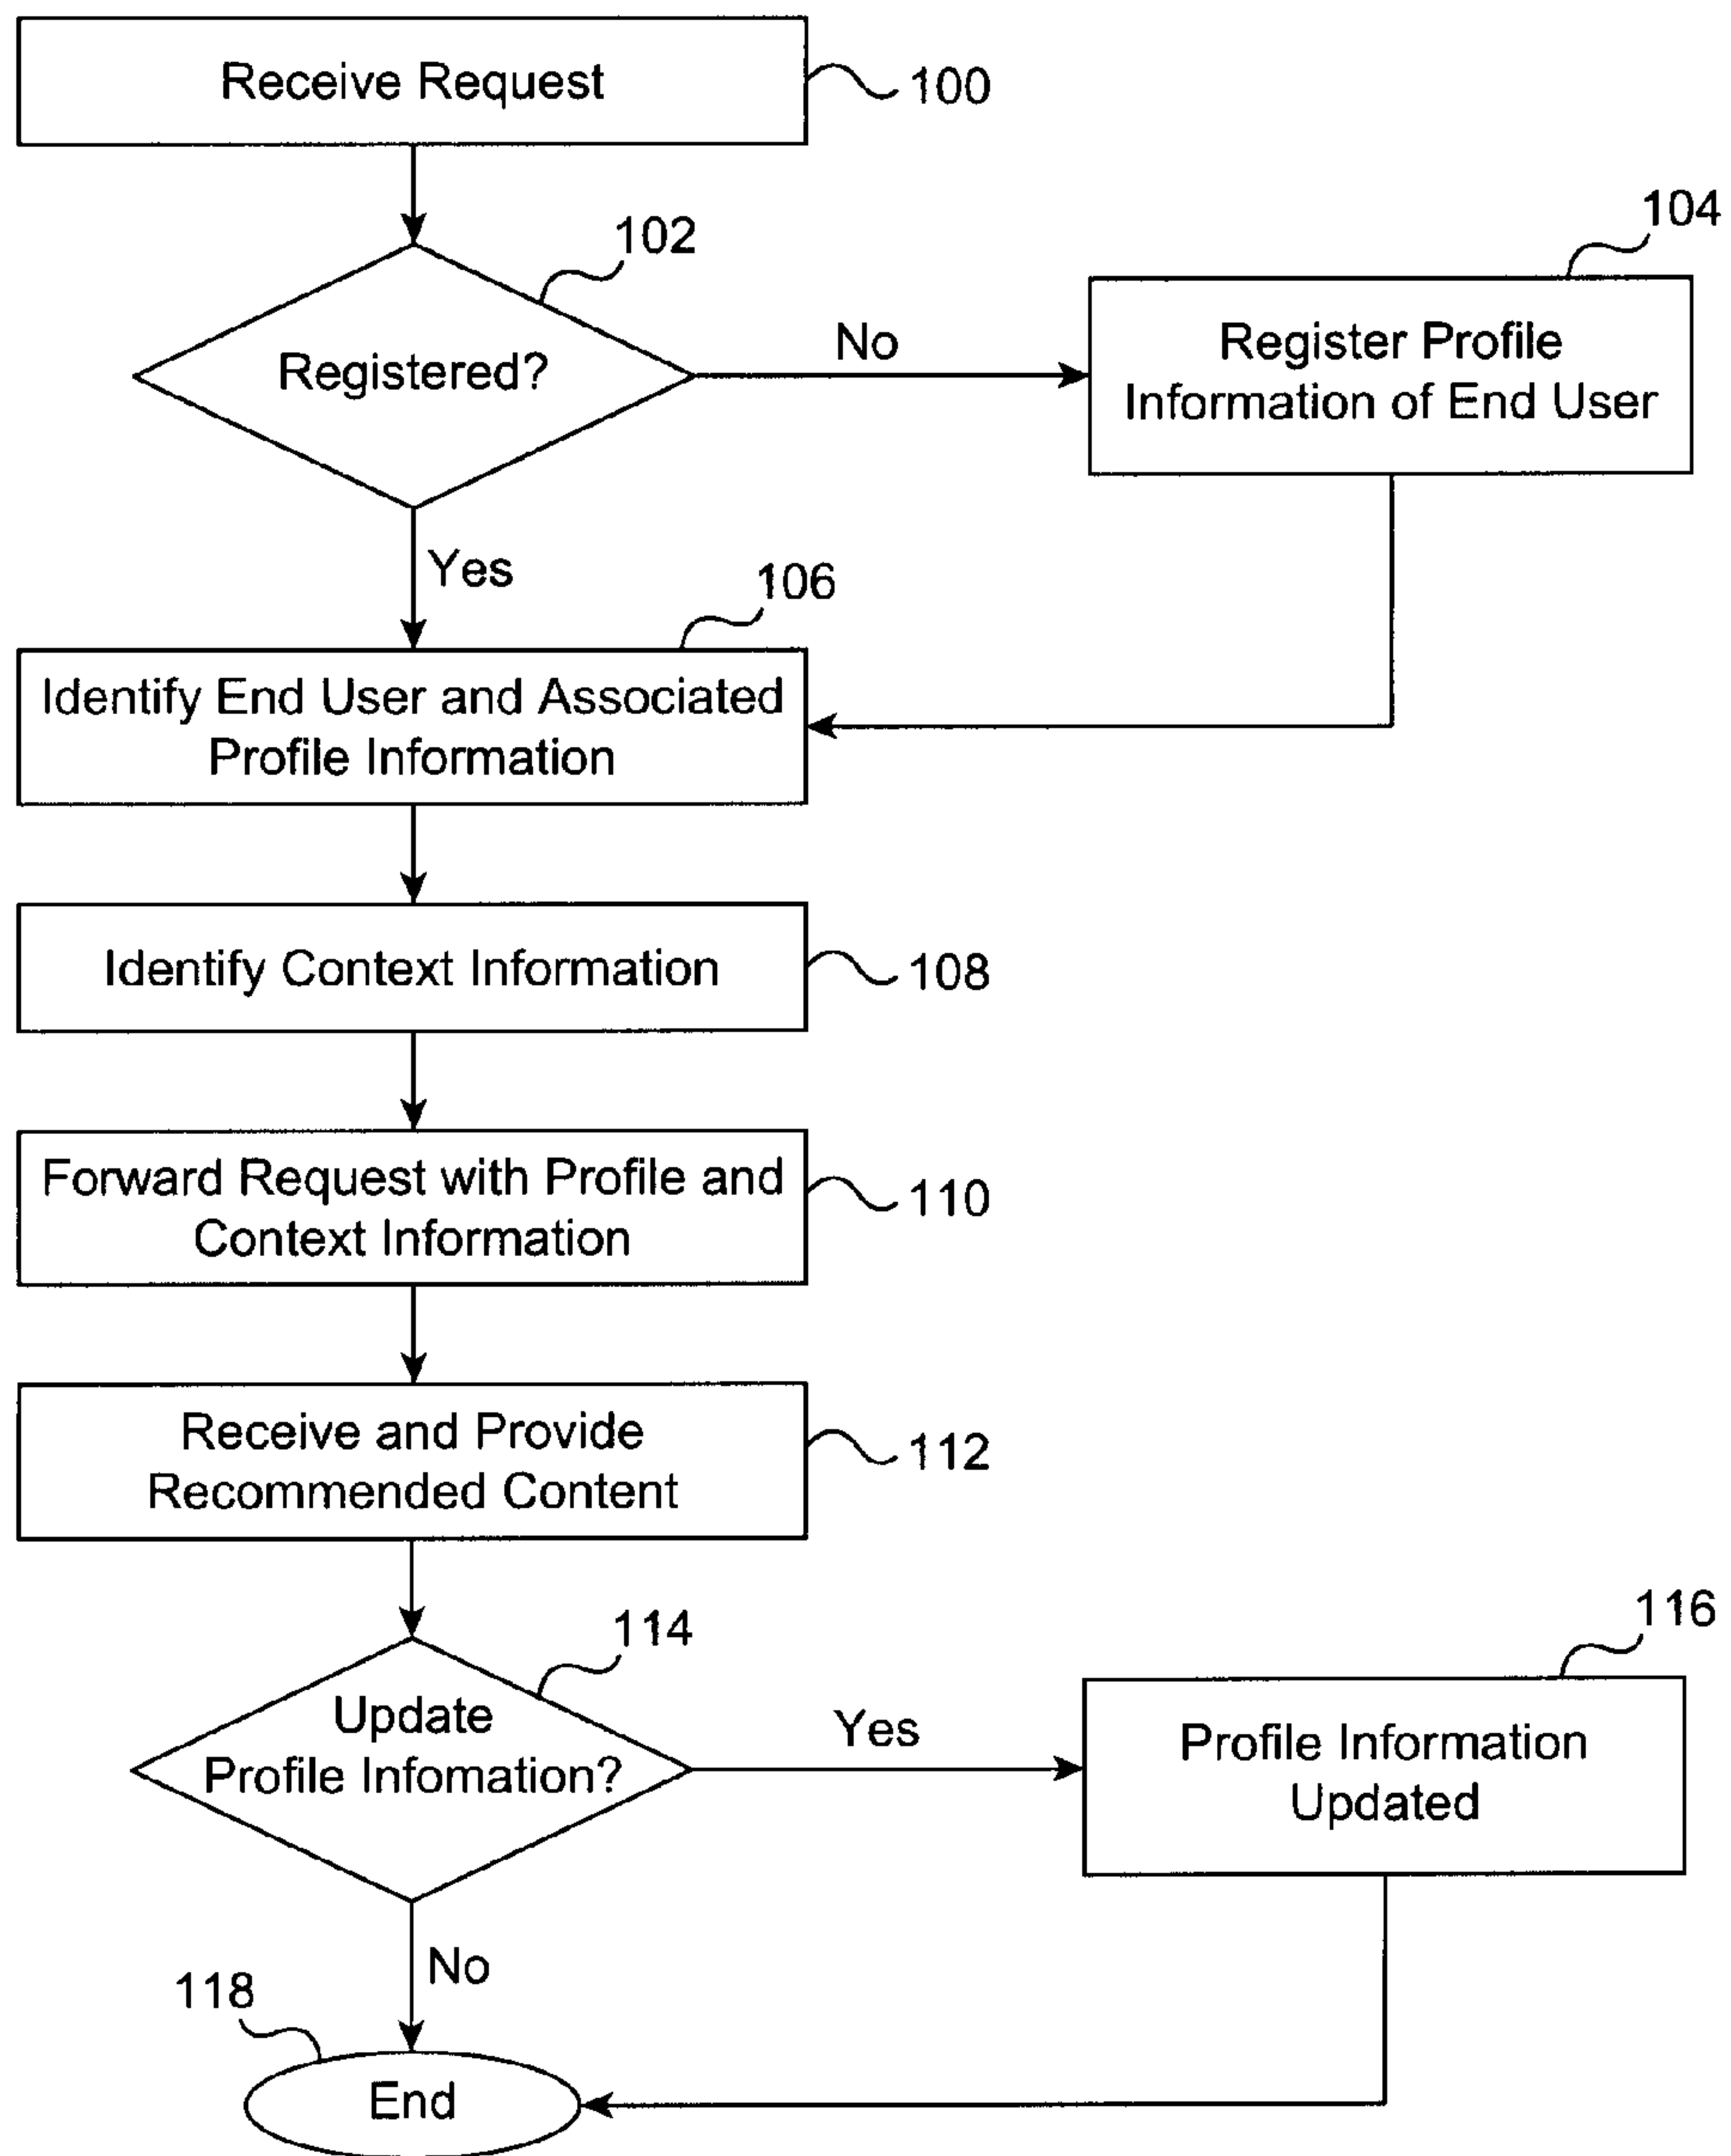 Receive Request
100
102
104
Registered?
No
Register Profile
Information of End User
Yes
106
Identify End User and Associated
Profile Information
Identify Context Information
108
Forward Request with Profile and
Context Information
110
Receive and Provide
Recommended Content
112
114
116
Update
Profile Infomation?
Yes
Profile Information
Updated
No
118
End